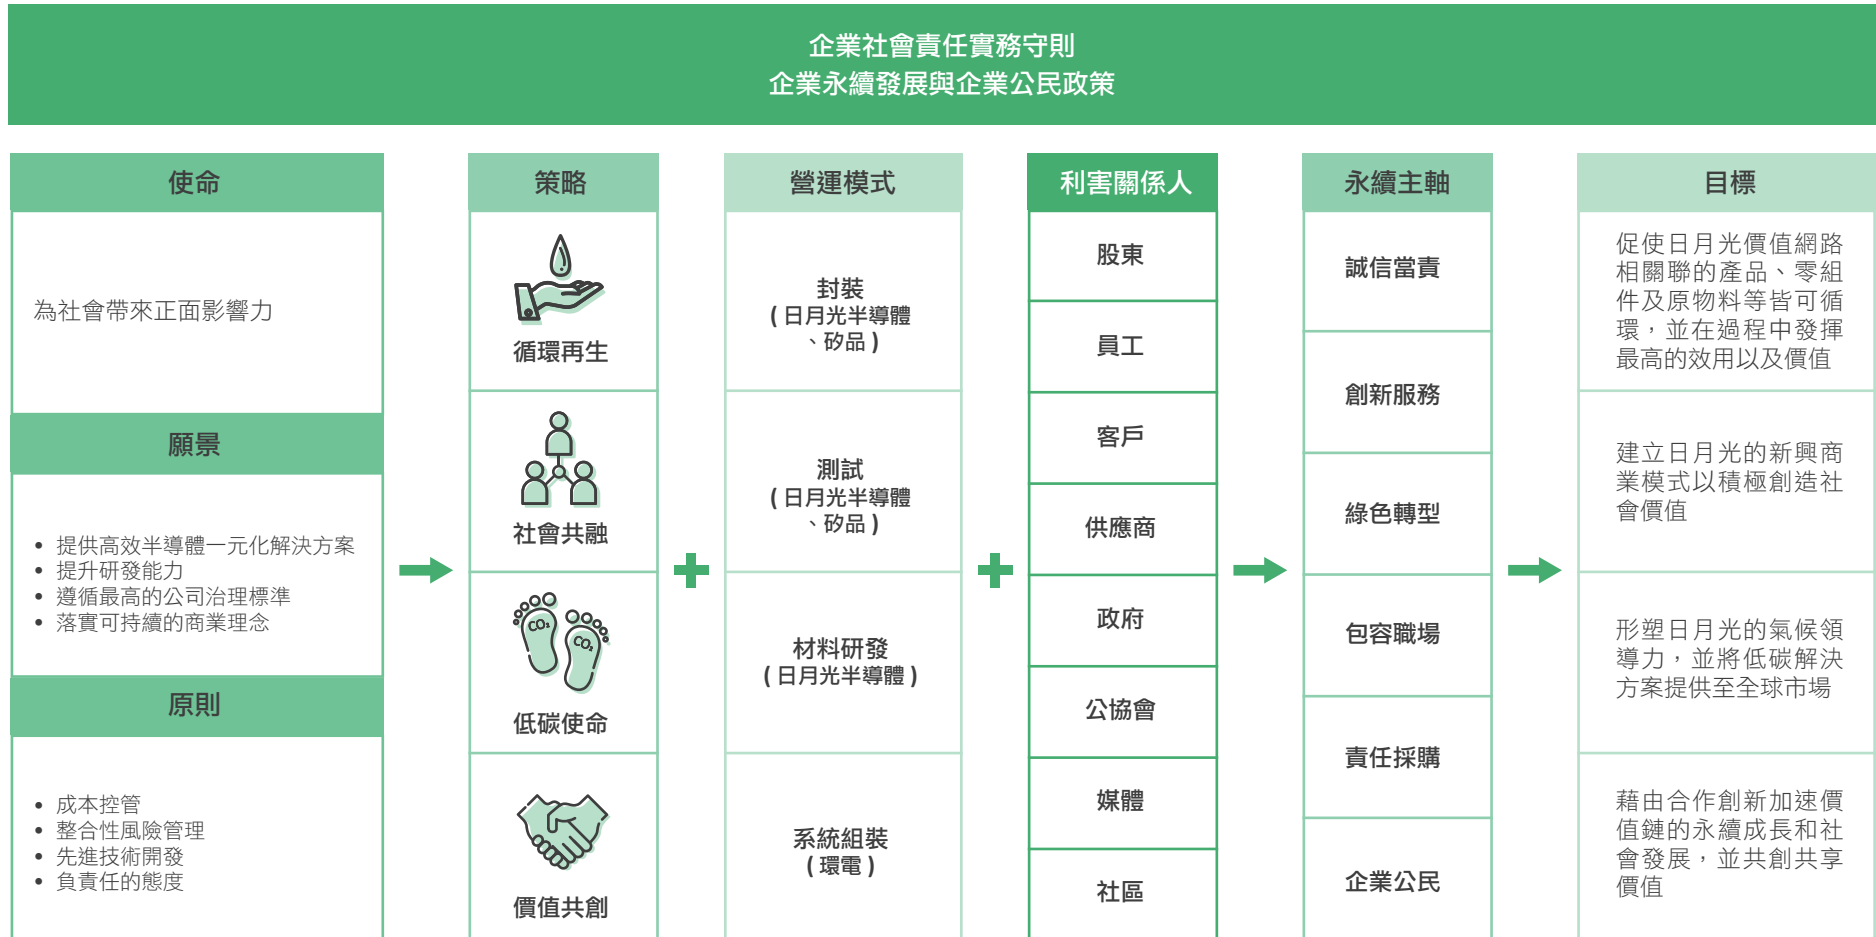 企業社會責任實務守則
企業永續發展與企業公民政策
使命
為社會帶來正面影響力
願景
• 提供高效半導體一元化解決方案
• 提升研發能力
• 遵循最高的公司治理標準
• 落實可持續的商業理念
原則
• 成本控管
• 整合性風險管理
• 先進技術開發
• 負責任的態度
策略
循環再生
社會共融
CO₂
CO₂
低碳使命
價值共創
營運模式
封裝
( 日月光半導體
、矽品 )
測試
( 日月光半導體
、矽品 )
材料研發
( 日月光半導體 )
系統組裝
( 環電 )
利害關係人
股東
員工
客戶
供應商
政府
公協會
媒體
社區
永續主軸
誠信當責
創新服務
綠色轉型
包容職場
責任採購
企業公民
目標
促使日月光價值網路
相關聯的產品、零組
件及原物料等皆可循
環，並在過程中發揮
最高的效用以及價值
建立日月光的新興商
業模式以積極創造社
會價值
形塑日月光的氣候領
導力，並將低碳解決
方案提供至全球市場
藉由合作創新加速價
值鏈的永續成長和社
會發展，並共創共享
價值